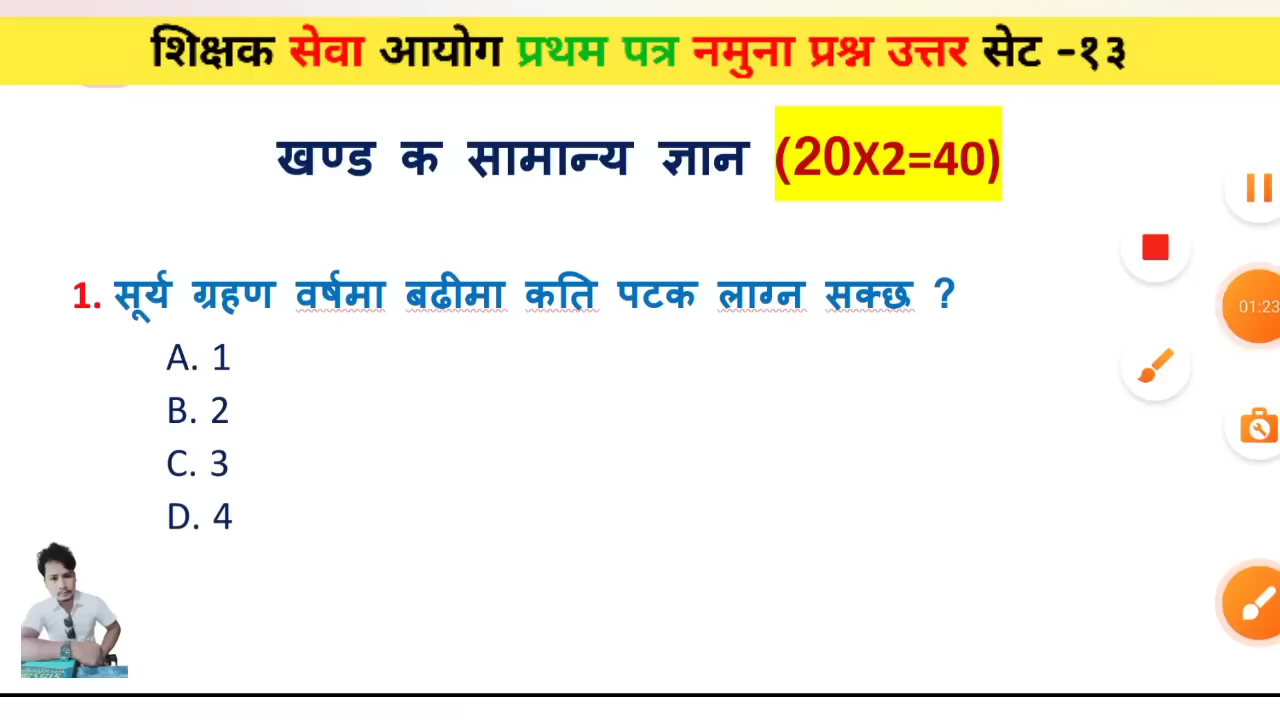 शिक्षक सेवा आयोग प्रथम पत्र नमुना प्रश्न उत्तर सेट -१३
खण्ड क सामान्य ज्ञान (20X2=40)
1. सूर्य ग्रहण वर्षमा बढीमा कति पटक लाग्न सक्छ ?
A. 1
B. 2
C. 3
D. 4
01:23